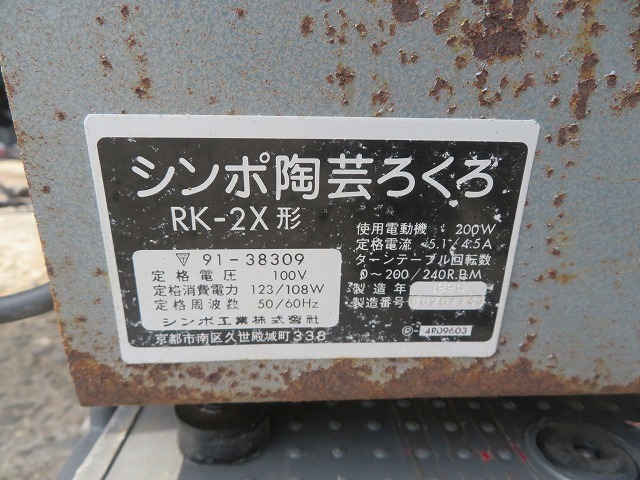 シンポ陶芸ろくろ
RK-2X形
▽ 91-38309
定格電圧 100V
定格消費電力 123/108W
定格周波数 50/60Hz
シンポ工業株式会社
京都市南区久世殿城町338
使用電動機 200W
定格電流 5.1/4.5A
ターンテーブル回転数
0~200/240R.P.M
製造年
製造番号
4R09603